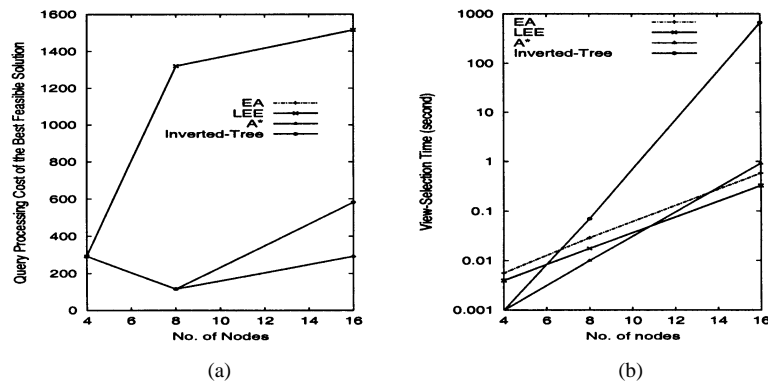 Query Processing Cost of the Best Feasible Solution
1600
1400
1200
1000
800
600
400
200
0
EA
LEE
A*
Inverted-Tree
4 6 8 10 12 14 16
No. of Nodes
(a)
View-Selection Time (second)
1000
100
10
1
0.1
0.01
0.001
EA
LEE
A*
Inverted-Tree
4 6 8 10 12 14 16
No. of nodes
(b)